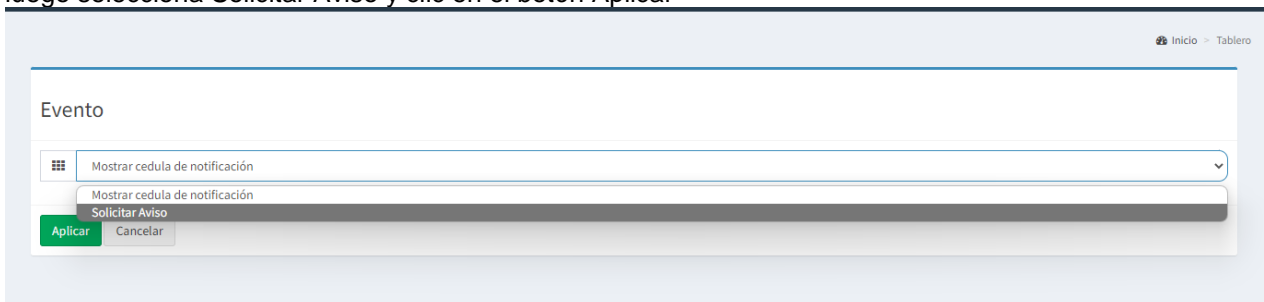 luego selecciona Solicitar Aviso y clic en el botón Aplicar
Inicio > Tablero
Evento
Mostrar cedula de notificación
Mostrar cedula de notificación
Solicitar Aviso
Aplicar Cancelar